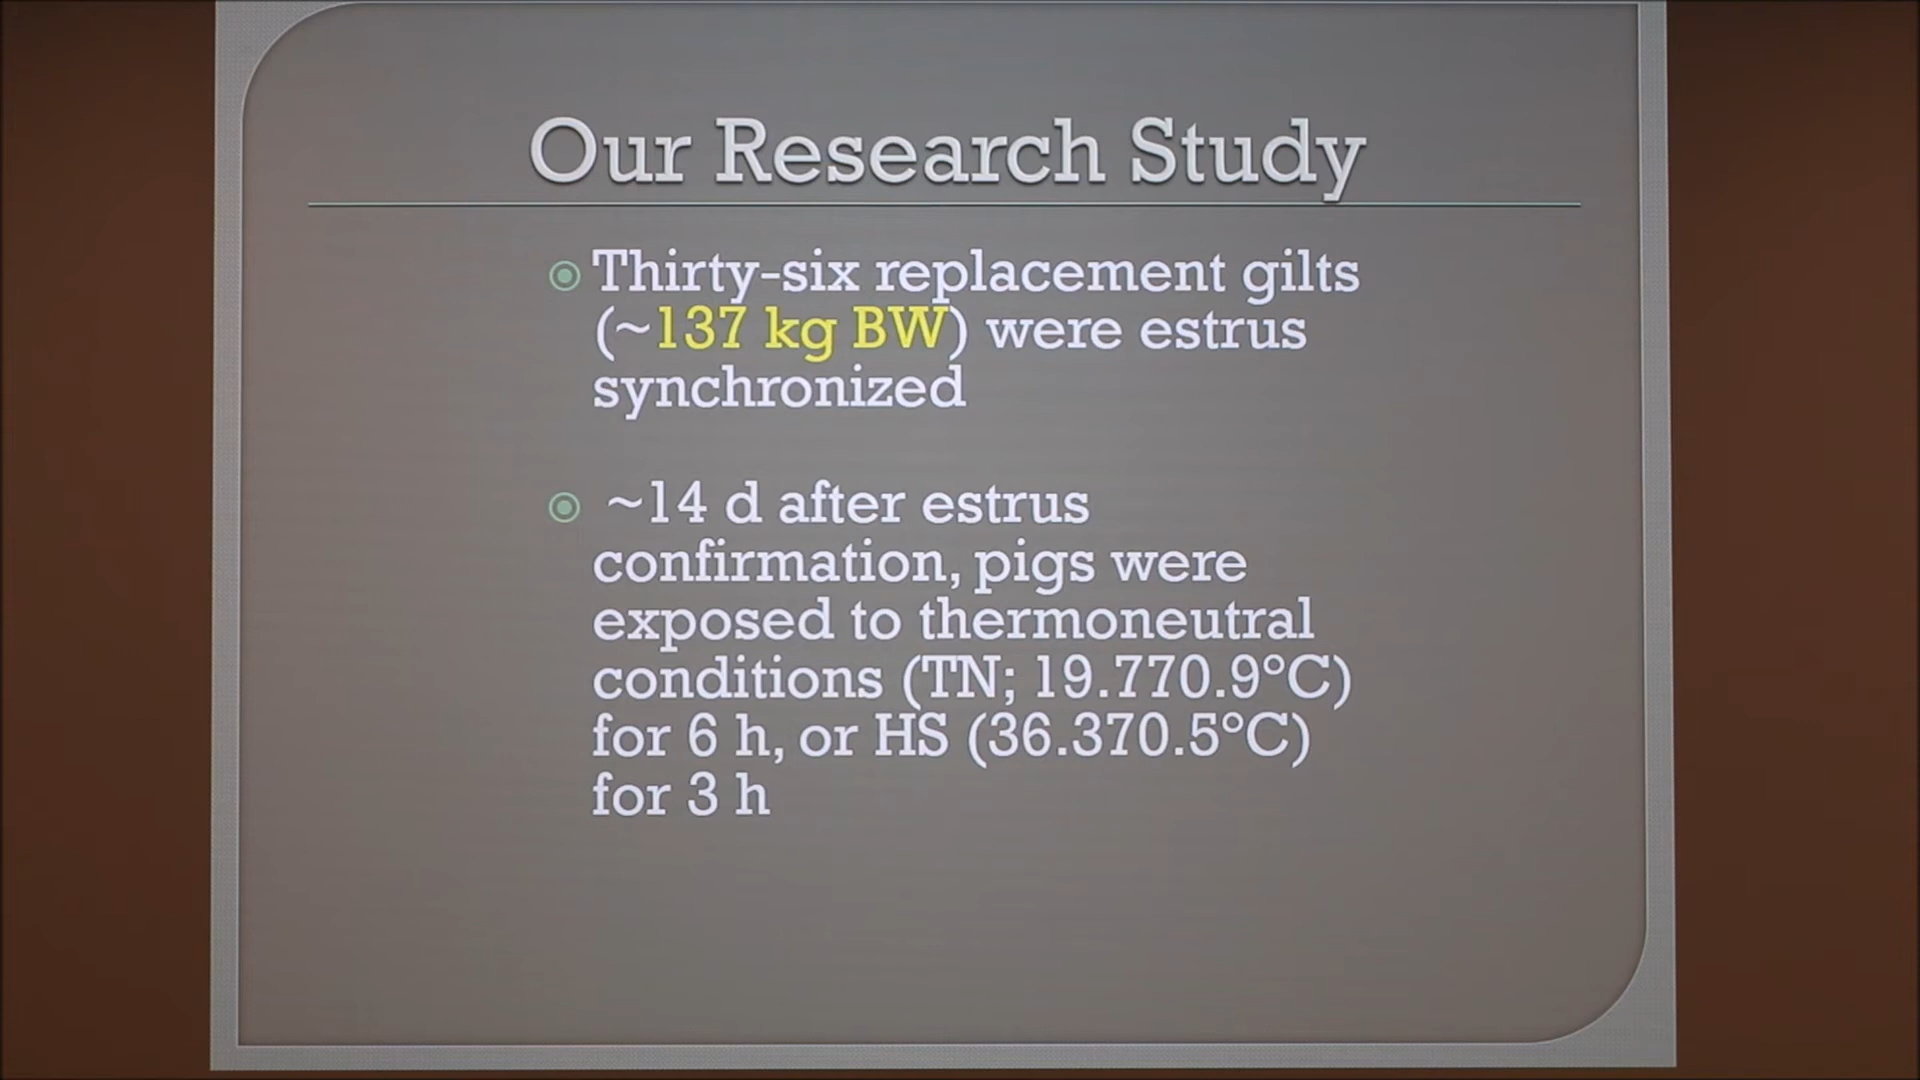 Our Research Study
Thirty-six replacement gilts
(~137 kg BW) were estrus
synchronized
~14 d after estrus
confirmation, pigs were
exposed to thermoneutral
conditions (TN; 19.770.9°C)
for 6 h, or HS (36.370.5°C)
for 3 h